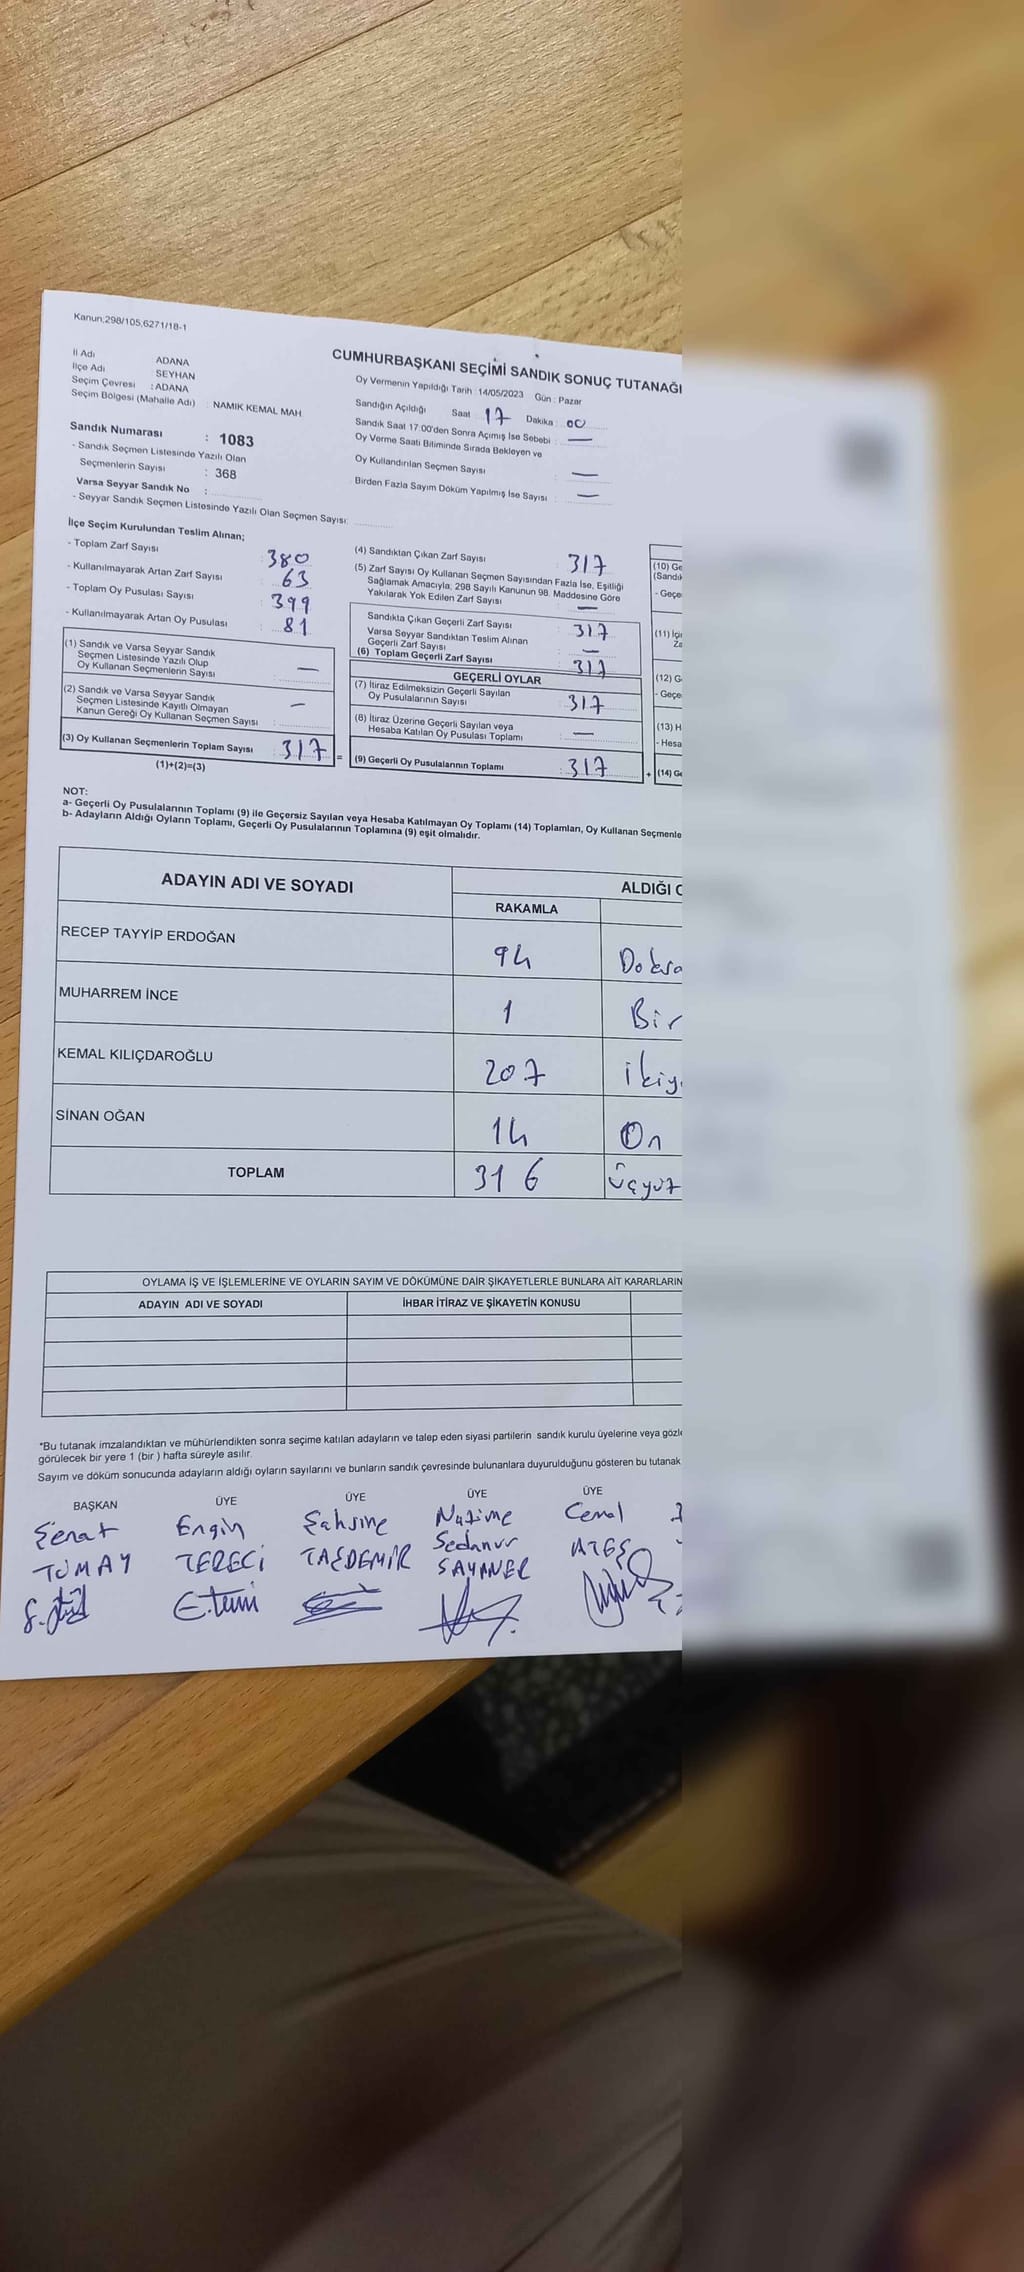 Kanun;298/105,6271/18-1
CUMHURBAŞKANI SEÇİMİ SANDIK SONUÇ TUTANAĞI
İl Adı ADANA
İlçe Adı SEYHAN
Seçim Çevresi : ADANA
Seçim Bölgesi (Mahalle Adı) : NAMIK KEMAL MAH.
Oy Vermenin Yapıldığı Tarih : 14/05/2023 Gün : Pazar
Sandığın Açıldığı Saat 17 Dakika : 00
Sandık Saat 17:00'den Sonra Açımış İse Sebebi : —
Oy Verme Saati Bitiminde Sırada Bekleyen ve
Oy Kullandırılan Seçmen Sayısı : —
Birden Fazla Sayım Döküm Yapılmış İse Sayısı : —
Sandık Numarası : 1083
- Sandık Seçmen Listesinde Yazılı Olan
Seçmenlerin Sayısı : 368
Varsa Seyyar Sandık No :
- Seyyar Sandık Seçmen Listesinde Yazılı Olan Seçmen Sayısı:
İlçe Seçim Kurulundan Teslim Alınan;
- Toplam Zarf Sayısı : 380
- Kullanılmayarak Artan Zarf Sayısı : 63
- Toplam Oy Pusulası Sayısı : 399
- Kullanılmayarak Artan Oy Pusulası : 81
(1) Sandık ve Varsa Seyyar Sandık
Seçmen Listesinde Yazılı Olup
Oy Kullanan Seçmenlerin Sayısı : —
(2) Sandık ve Varsa Seyyar Sandık
Seçmen Listesinde Kayıtlı Olmayan
Kanun Gereği Oy Kullanan Seçmen Sayısı : —
(3) Oy Kullanan Seçmenlerin Toplam Sayısı : 317 =
(1)+(2)=(3)
(4) Sandıktan Çıkan Zarf Sayısı : 317
(5) Zarf Sayısı Oy Kullanan Seçmen Sayısından Fazla İse, Eşitliği
Sağlamak Amacıyla; 298 Sayılı Kanunun 98. Maddesine Göre
Yakılarak Yok Edilen Zarf Sayısı : —
Sandıkta Çıkan Geçerli Zarf Sayısı : 317
Varsa Seyyar Sandıktan Teslim Alınan
Geçerli Zarf Sayısı : —
(6) Toplam Geçerli Zarf Sayısı : 317
GEÇERLİ OYLAR
(7) İtiraz Edilmeksizin Geçerli Sayılan
Oy Pusulalarının Sayısı : 317
(8) İtiraz Üzerine Geçerli Sayılan veya
Hesaba Katılan Oy Pusulası Toplamı : —
(9) Geçerli Oy Pusulalarının Toplamı : 317 +
(10) Ge
(Sandık
- Geçe
(11) İçi
Za
(12) G
- Geçe
(13) H
- Hesa
(14) Ge
NOT:
a- Geçerli Oy Pusulalarının Toplamı (9) ile Geçersiz Sayılan veya Hesaba Katılmayan Oy Toplamı (14) Toplamları, Oy Kullanan Seçmenle
b- Adayların Aldığı Oyların Toplamı, Geçerli Oy Pusulalarının Toplamına (9) eşit olmalıdır.
ADAYIN ADI VE SOYADI ALDIĞI O
RAKAMLA
RECEP TAYYİP ERDOĞAN 94 Doksa
MUHARREM İNCE 1 Bir
KEMAL KILIÇDAROĞLU 207 ikiy
SİNAN OĞAN 14 On
TOPLAM 316 Üçyüz
OYLAMA İŞ VE İŞLEMLERİNE VE OYLARIN SAYIM VE DÖKÜMÜNE DAİR ŞİKAYETLERLE BUNLARA AİT KARARLARIN
ADAYIN ADI VE SOYADI İHBAR İTİRAZ VE ŞİKAYETİN KONUSU
*Bu tutanak imzalandıktan ve mühürlendikten sonra seçime katılan adayların ve talep eden siyasi partilerin sandık kurulu üyelerine veya gözle
görülecek bir yere 1 (bir ) hafta süreyle asılır.
Sayım ve döküm sonucunda adayların aldığı oyların sayılarını ve bunların sandık çevresinde bulunanlara duyurulduğunu gösteren bu tutanak
BAŞKAN ÜYE ÜYE ÜYE ÜYE
Engin Şahsine Nazime Cemal
TÜMAY TERECİ TAŞDEMİR Sedanur ATEŞ